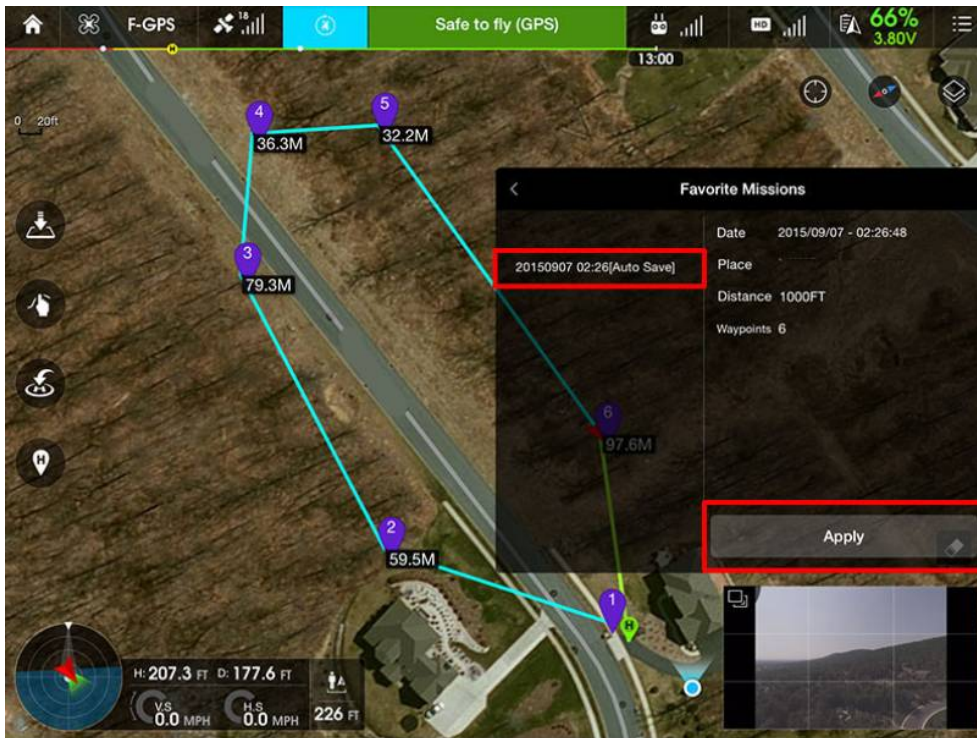 F-GPS
18
Safe to fly (GPS)
HD
66%
3.80V
H
13:00
0 20ft
4
36.3M
5
32.2M
3
79.3M
Favorite Missions
20150907 02:26[Auto Save]
Date 2015/09/07 - 02:26:48
Place
Distance 1000FT
Waypoints 6
6
97.6M
H
Apply
2
59.5M
1
H
H: 207.3 FT D: 177.6 FT
V.S 0.0 MPH H.S 0.0 MPH 226 FT